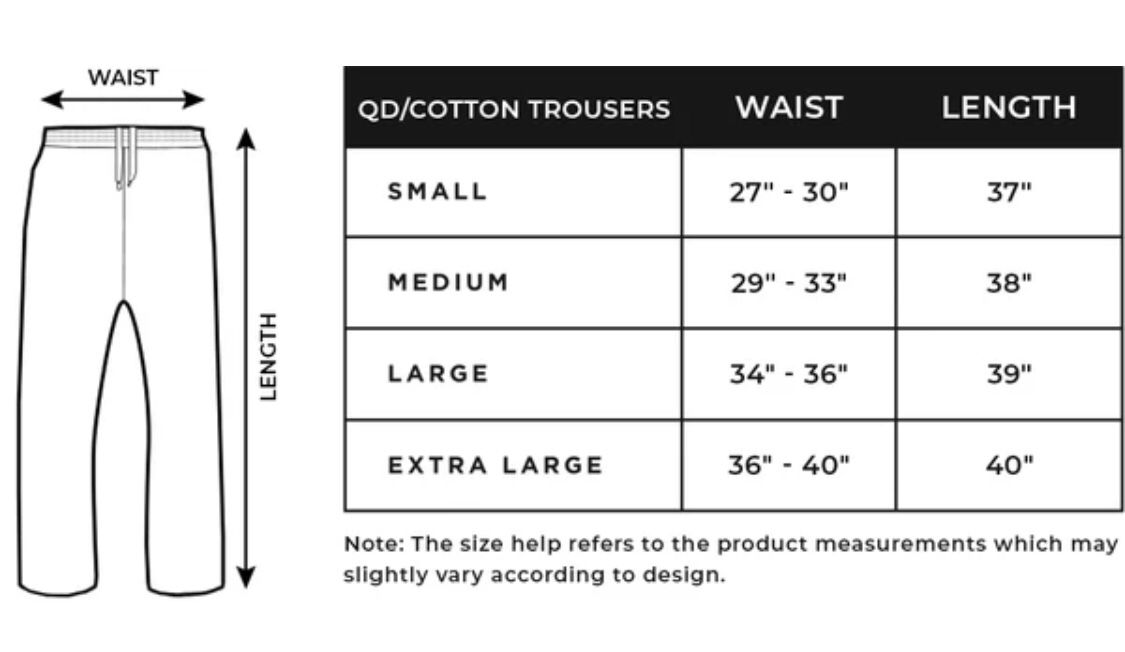 WAIST
LENGTH
QD/COTTON TROUSERS WAIST LENGTH
SMALL 27" - 30" 37"
MEDIUM 29" - 33" 38"
LARGE 34" - 36" 39"
EXTRA LARGE 36" - 40" 40"
Note: The size help refers to the product measurements which may
slightly vary according to design.